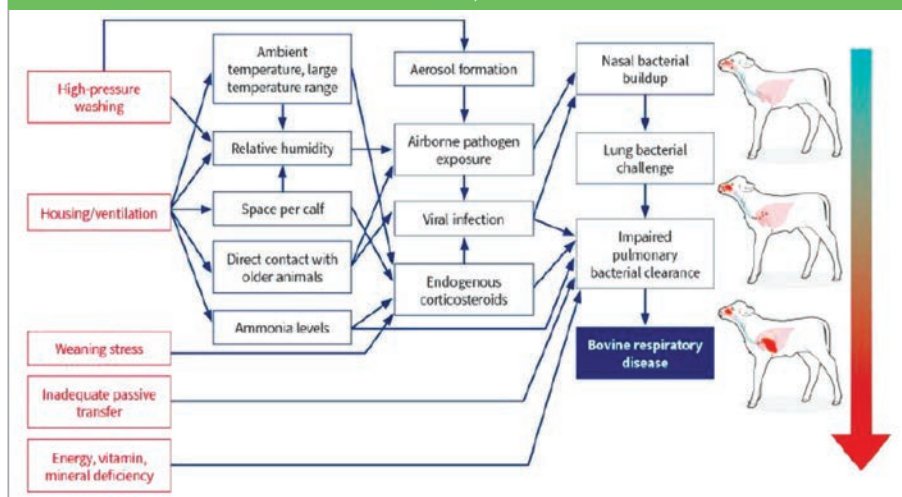 High-pressure
washing
Housing/ventilation
Weaning stress
Inadequate passive
transfer
Energy, vitamin,
mineral deficiency
Ambient
temperature, large
temperature range
Relative humidity
Space per calf
Direct contact with
older animals
Ammonia levels
Aerosol formation
Airborne pathogen
exposure
Viral infection
Endogenous
corticosteroids
Nasal bacterial
buildup
Lung bacterial
challenge
Impaired
pulmonary
bacterial clearance
Bovine respiratory
disease